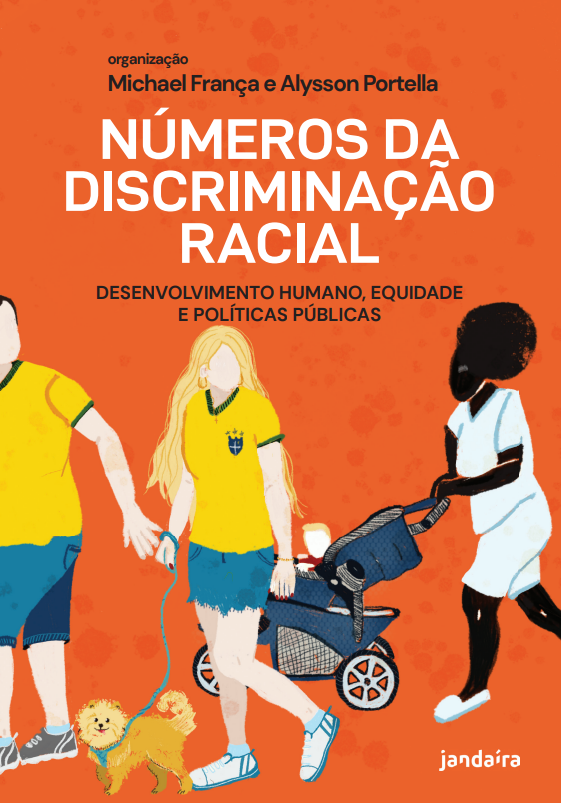 organização
Michael França e Alysson Portella
NÚMEROS DA
DISCRIMINAÇÃO
RACIAL
DESENVOLVIMENTO HUMANO, EQUIDADE
E POLÍTICAS PÚBLICAS
jandaíra